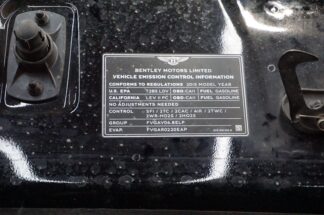 BENTLEY MOTORS LIMITED
VEHICLE EMISSION CONTROL INFORMATION
CONFORMS TO REGULATIONS 2015 MODEL YEAR
U.S. EPA T2B5 LDV OBD:CAII FUEL GASOLINE
CALIFORNIA LEV II PC OBD:CAII FUEL GASOLINE
NO ADJUSTMENTS NEEDED
CONTROL SFI / 2TC / 2CAC / AIR / 2TWC /
2WR-HO2S / 2HO2S
GROUP FVGAV06.8ELP
EVAP. FVGAR0220EAP